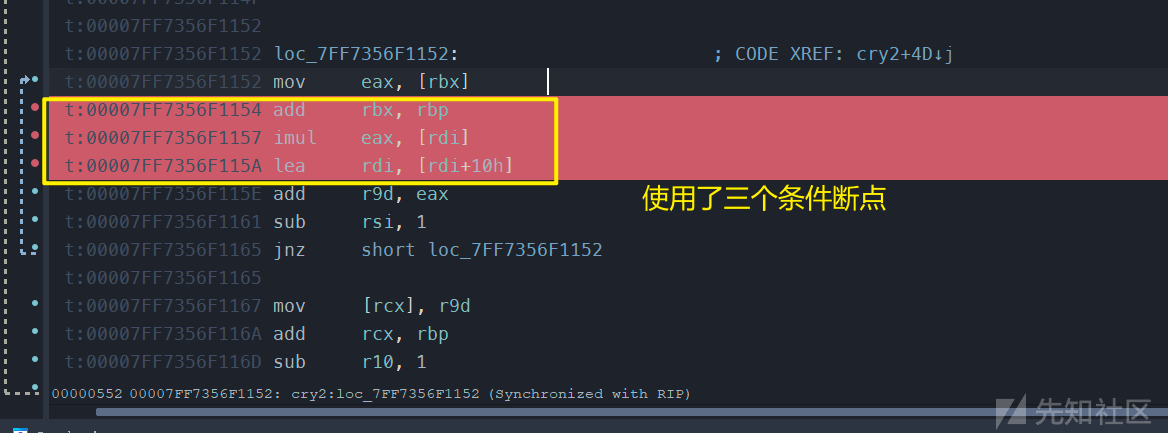 t:00007FF7356F1152
t:00007FF7356F1152 loc_7FF7356F1152: ; CODE XREF: cry2+4D↓j
t:00007FF7356F1152 mov eax, [rbx]
t:00007FF7356F1154 add rbx, rbp
t:00007FF7356F1157 imul eax, [rdi]
t:00007FF7356F115A lea rdi, [rdi+10h]
使用了三个条件断点
t:00007FF7356F115E add r9d, eax
t:00007FF7356F1161 sub rsi, 1
t:00007FF7356F1165 jnz short loc_7FF7356F1152
t:00007FF7356F1165
t:00007FF7356F1167 mov [rcx], r9d
t:00007FF7356F116A add rcx, rbp
t:00007FF7356F116D sub r10, 1
00000552 00007FF7356F1152: cry2:loc_7FF7356F1152 (Synchronized with RIP)
先知社区